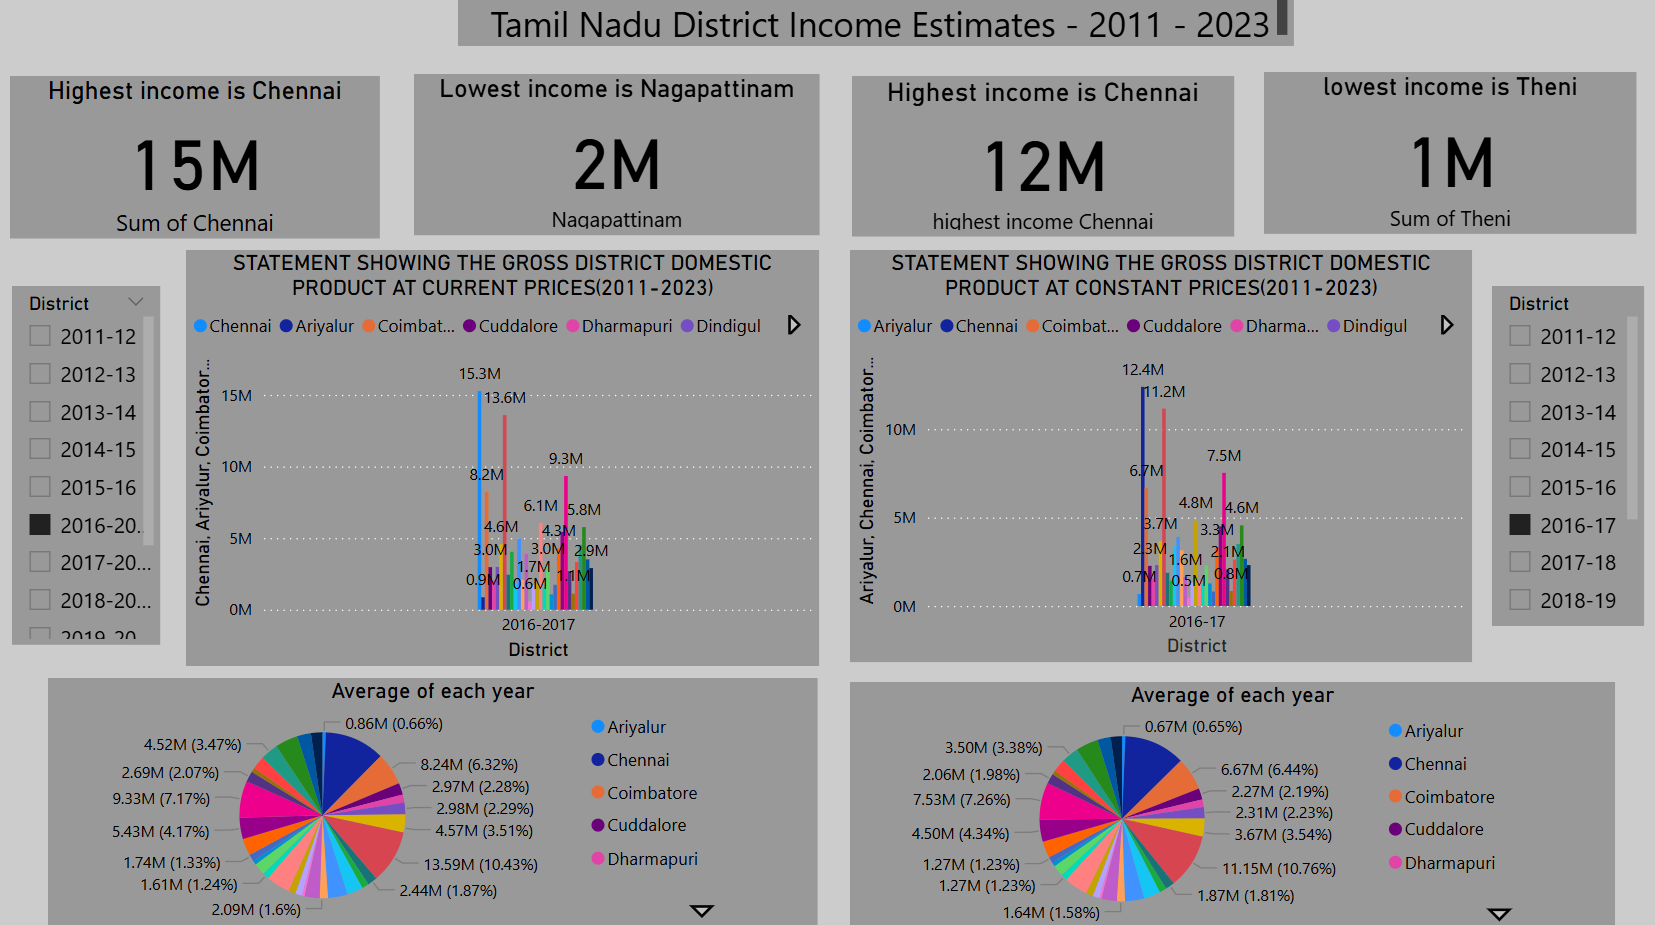 Tamil Nadu District Income Estimates - 2011 - 2023
Highest income is Chennai
15M
Sum of Chennai
Lowest income is Nagapattinam
2M
Nagapattinam
Highest income is Chennai
12M
highest income Chennai
lowest income is Theni
1M
Sum of Theni
District
2011-12
2012-13
2013-14
2014-15
2015-16
2016-20..
2017-20...
2018-20...
2019-20
STATEMENT SHOWING THE GROSS DISTRICT DOMESTIC
PRODUCT AT CURRENT PRICES(2011-2023)
Chennai Ariyalur Coimbat... Cuddalore Dharmapuri Dindigul
Chennai, Ariyalur, Coimbator...
15M
10M
5M
0M
15.3M
13.6M
9.3M
8.2M
6.1M
5.8M
4.6M
4.3M
3.0M
3.0M
2.9M
1.7M
0.9M
0.6M
1.1M
2016-2017
District
STATEMENT SHOWING THE GROSS DISTRICT DOMESTIC
PRODUCT AT CONSTANT PRICES(2011-2023)
Ariyalur Chennai Coimbat... Cuddalore Dharma... Dindigul
Ariyalur, Chennai, Coimbator...
10M
5M
0M
12.4M
11.2M
7.5M
6.7M
4.8M
4.6M
3.7M
3.3M
2.3M
2.1M
1.6M
0.7M
0.5M
0.8M
2016-17
District
District
2011-12
2012-13
2013-14
2014-15
2015-16
2016-17
2017-18
2018-19
Average of each year
0.86M (0.66%)
8.24M (6.32%)
2.97M (2.28%)
2.98M (2.29%)
4.57M (3.51%)
13.59M (10.43%)
2.44M (1.87%)
2.09M (1.6%)
1.61M (1.24%)
1.74M (1.33%)
5.43M (4.17%)
9.33M (7.17%)
2.69M (2.07%)
4.52M (3.47%)
Ariyalur
Chennai
Coimbatore
Cuddalore
Dharmapuri
Average of each year
0.67M (0.65%)
6.67M (6.44%)
2.27M (2.19%)
2.31M (2.23%)
3.67M (3.54%)
11.15M (10.76%)
1.87M (1.81%)
1.64M (1.58%)
1.27M (1.23%)
1.27M (1.23%)
4.50M (4.34%)
7.53M (7.26%)
2.06M (1.98%)
3.50M (3.38%)
Ariyalur
Chennai
Coimbatore
Cuddalore
Dharmapuri